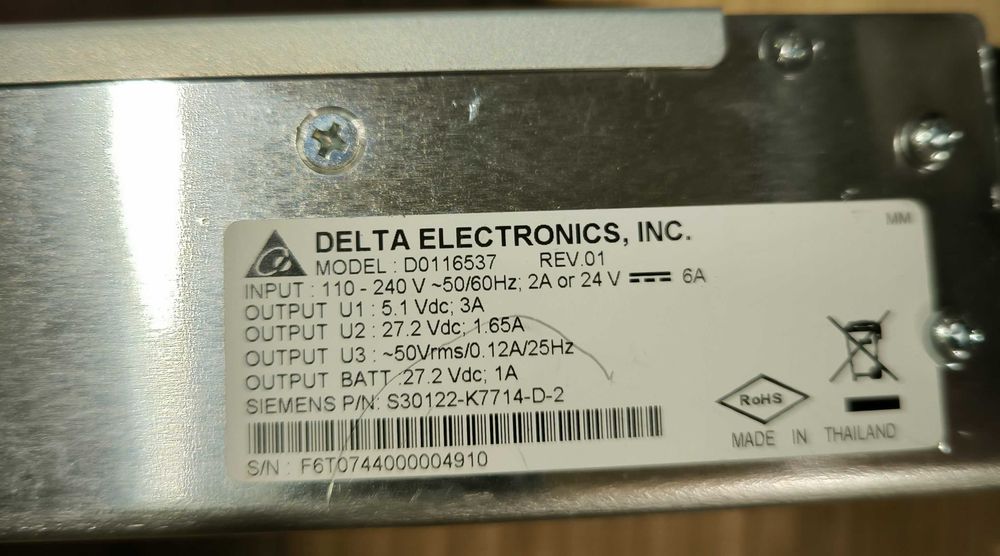 MM
DELTA ELECTRONICS, INC.
MODEL : D0116537 REV.01
INPUT : 110 - 240 V ~50/60Hz; 2A or 24 V ⎓ 6A
OUTPUT U1 : 5.1 Vdc; 3A
OUTPUT U2 : 27.2 Vdc; 1.65A
OUTPUT U3 : ~50Vrms/0.12A/25Hz
OUTPUT BATT :27.2 Vdc; 1A
SIEMENS P/N: S30122-K7714-D-2
RoHS
MADE IN THAILAND
S/N : F6T0744000004910